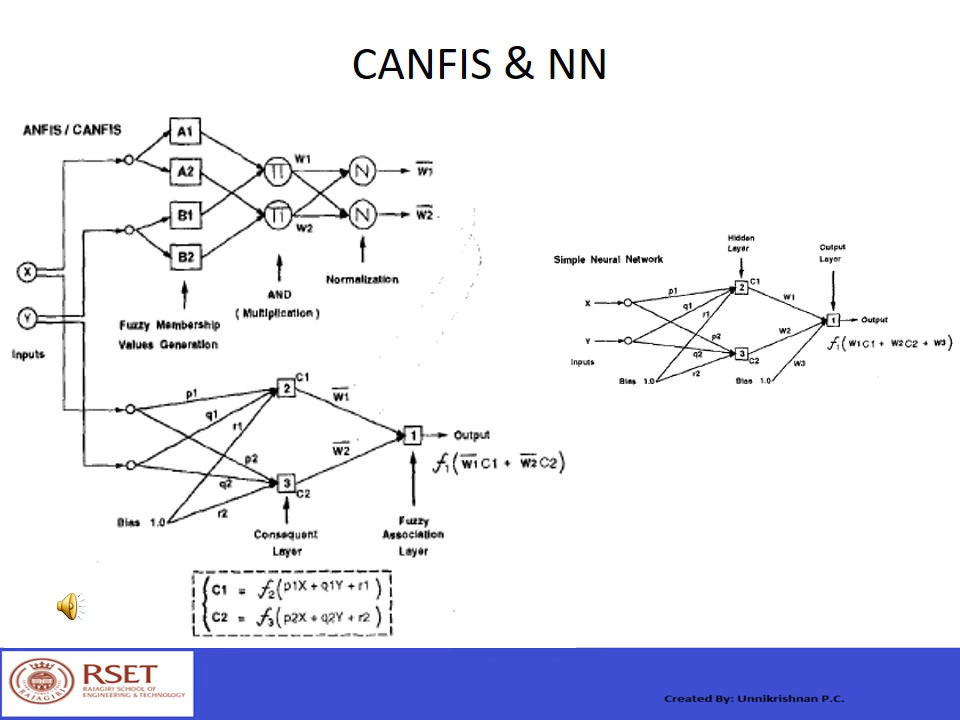 CANFIS & NN
ANFIS / CANFIS
A1
A2
B1
B2
X
Y
Inputs
W1
W2
N
N
W1
W2
Fuzzy Membership
Values Generation
AND
( Multiplication )
Normalization
p1
q1
r1
p2
q2
r2
Bias 1.0
2
C1
3
C2
W1
W2
1
Output
f1(W1C1 + W2C2)
Consequent
Layer
Fuzzy
Association
Layer
C1 = f2(p1X+q1Y+r1)
C2 = f3(p2X+q2Y+r2)
Simple Neural Network
Hidden
Layer
Output
Layer
X
Y
Inputs
p1
q1
r1
p2
q2
r2
Bias 1.0
2
C1
3
C2
W1
W2
W3
Bias 1.0
1
Output
f1(W1C1 + W2C2 + W3)
RSET
RAJAGIRI SCHOOL OF
ENGINEERING & TECHNOLOGY
RAJAGIRI
Created By: Unnikrishnan P.C.